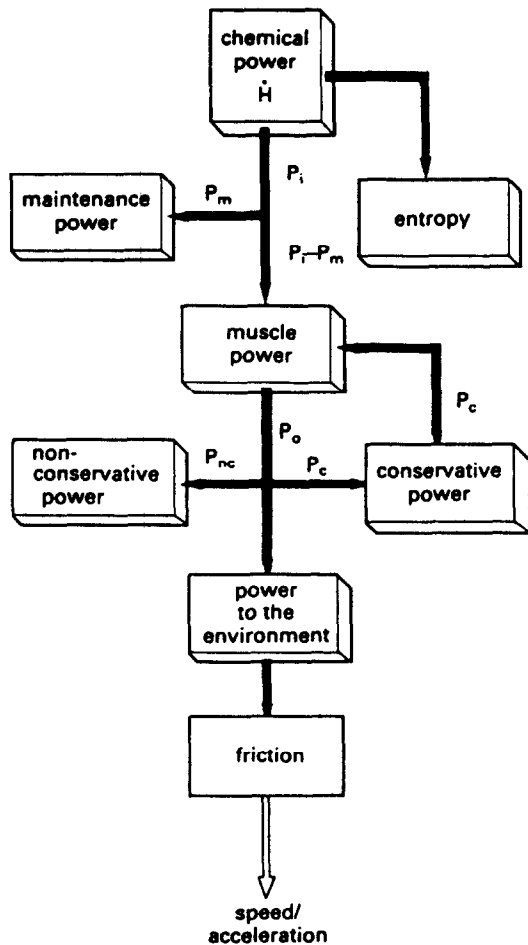 chemical
power
Ḣ
P_i
P_m
maintenance
power
entropy
P_i–P_m
muscle
power
P_c
P_o
non-
conservative
power
P_nc
P_c
conservative
power
power
to the
environment
friction
speed/
acceleration